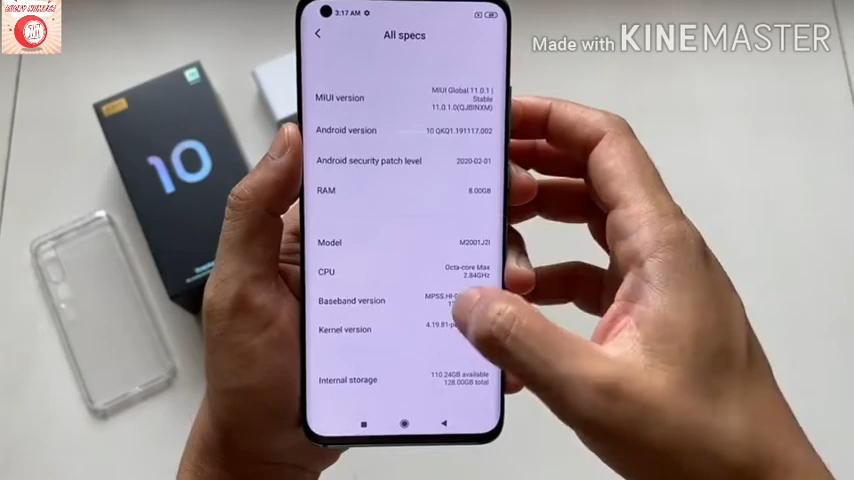 Made with KINEMASTER
3:17 AM
All specs
MIUI version
MIUI Global 11.0.1 |
Stable
11.0.1.0(QJBINXM)
Android version
10 QKQ1.191117.002
Android security patch level
2020-02-01
RAM
8.00GB
Model
M2001J2I
CPU
Octa-core Max
2.84GHz
Baseband version
Kernel version
Internal storage
110.24GB available
128.00GB total
10